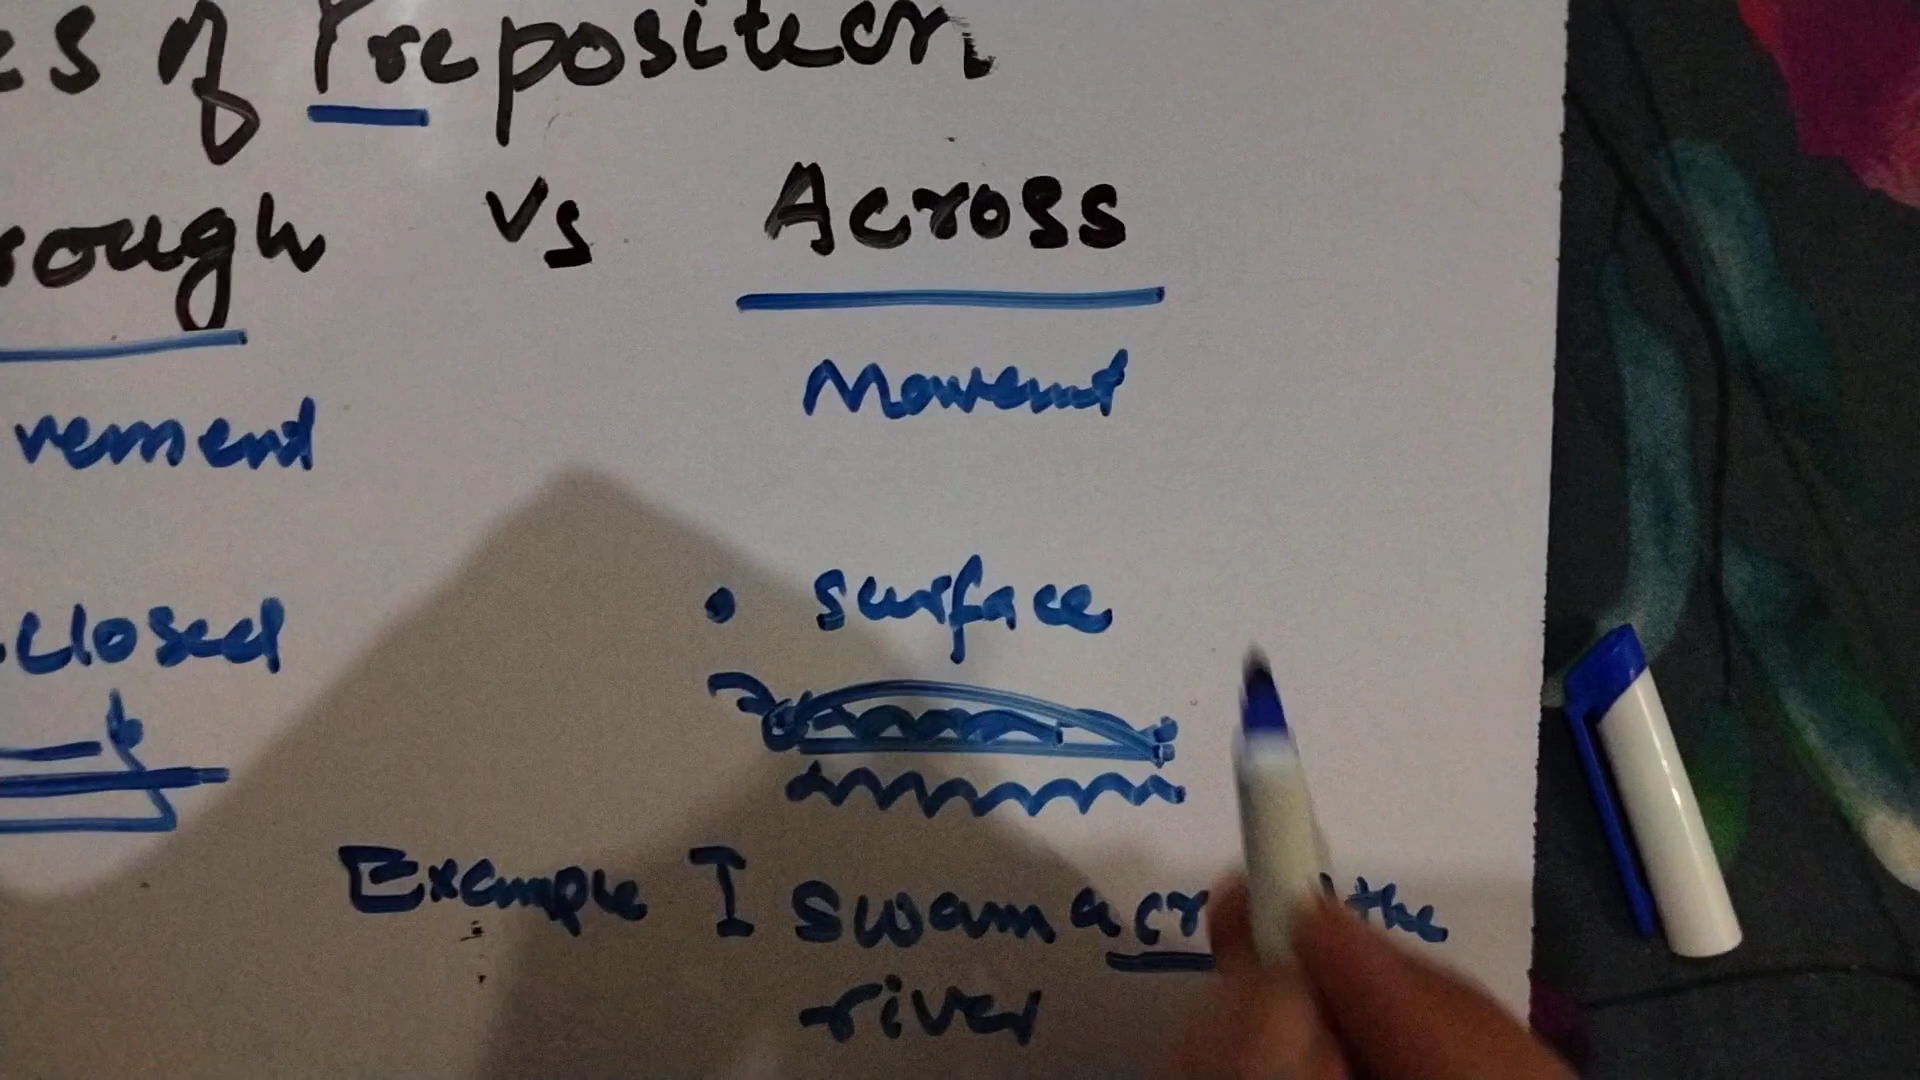 es of Preposition
rough vs Across
vement Movement
closed • surface
Example I swam acr the
river